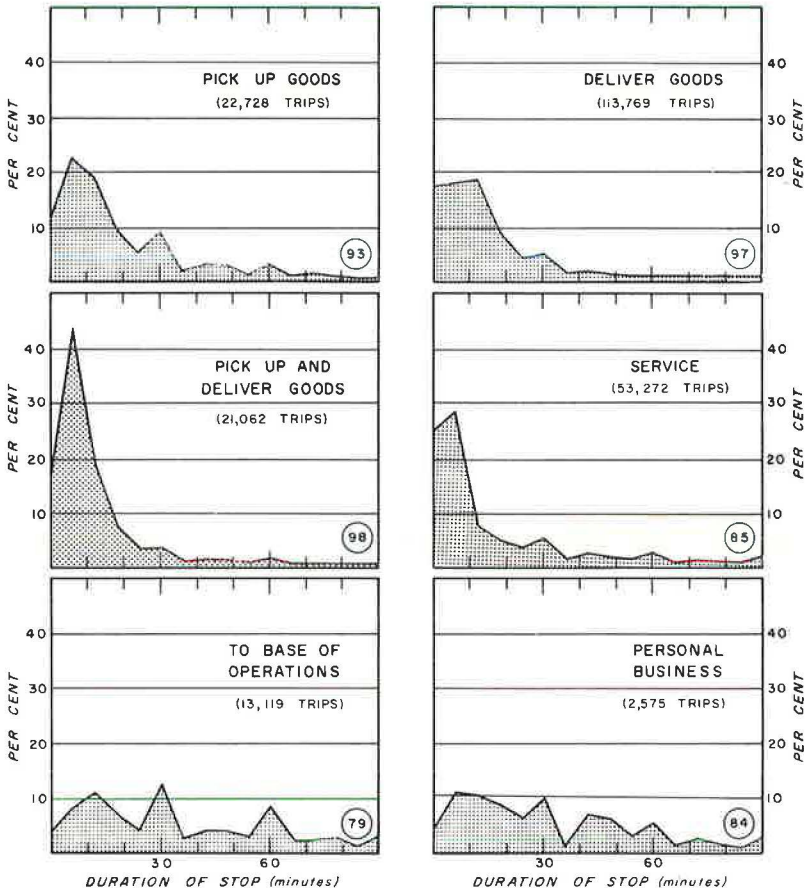 40
PICK UP GOODS
(22,728 TRIPS)
30
20
10
PER CENT
93
DELIVER GOODS
(113,769 TRIPS)
40
30
20
10
PER CENT
97
40
PICK UP AND
DELIVER GOODS
(21,062 TRIPS)
30
20
10
PER CENT
98
SERVICE
(53,272 TRIPS)
40
30
20
10
PER CENT
85
40
TO BASE OF
OPERATIONS
(13,119 TRIPS)
30
20
10
PER CENT
79
30 60
DURATION OF STOP (minutes)
PERSONAL
BUSINESS
(2,575 TRIPS)
40
30
20
10
PER CENT
84
30 60
DURATION OF STOP (minutes)